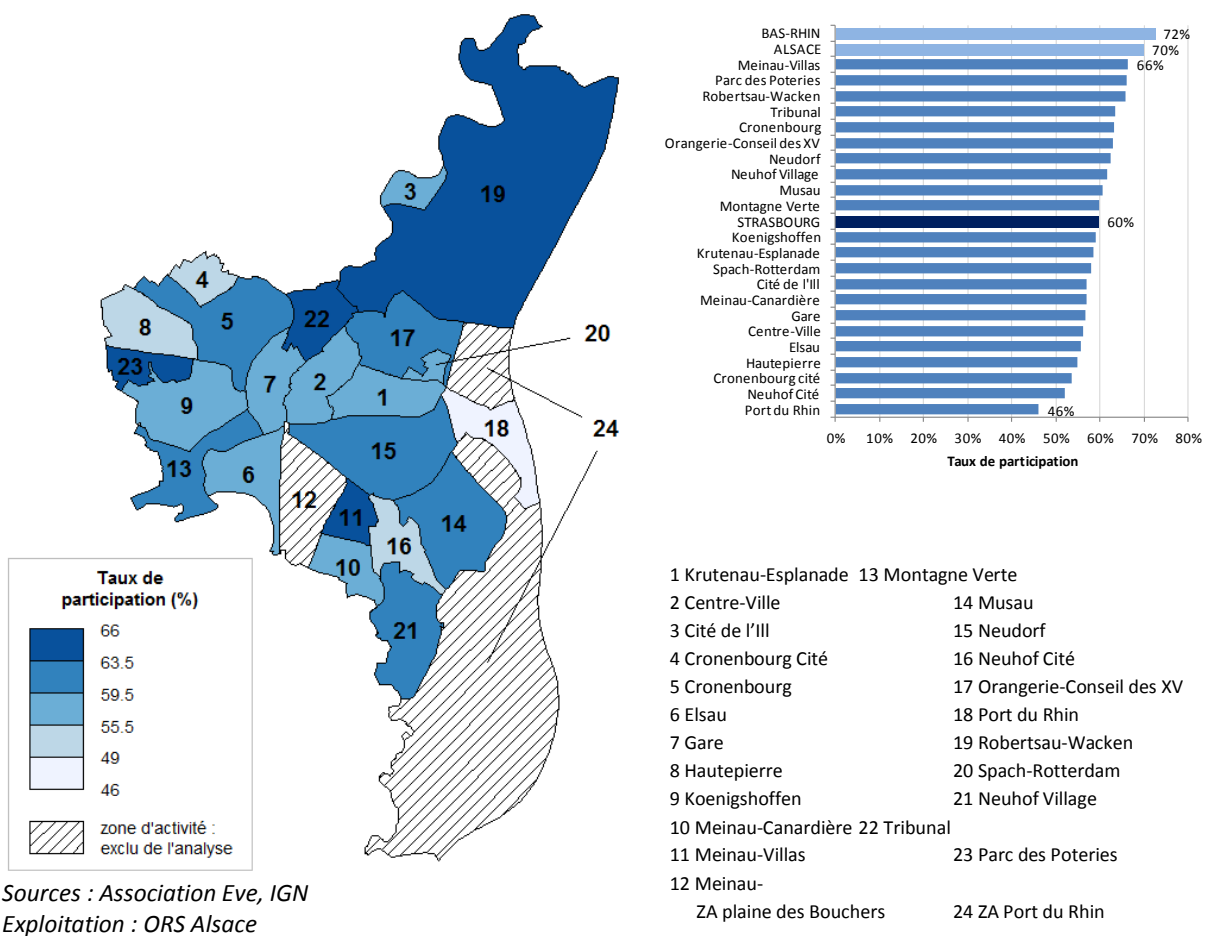 19
3
4
8
5
22
17
20
23
7
2
1
9
18
24
15
13
6
12
11
14
16
10
21
Taux de
participation (%)
66
63.5
59.5
55.5
49
46
zone d'activité :
exclu de l'analyse
Sources : Association Eve, IGN
Exploitation : ORS Alsace
BAS-RHIN 72%
ALSACE 70%
Meinau-Villas 66%
Parc des Poteries
Robertsau-Wacken
Tribunal
Cronenbourg
Orangerie-Conseil des XV
Neudorf
Neuhof Village
Musau
Montagne Verte
STRASBOURG 60%
Koenigshoffen
Krutenau-Esplanade
Spach-Rotterdam
Cité de l'Ill
Meinau-Canardière
Gare
Centre-Ville
Elsau
Hautepierre
Cronenbourg cité
Neuhof Cité
Port du Rhin 46%
0% 10% 20% 30% 40% 50% 60% 70% 80%
Taux de participation
1 Krutenau-Esplanade 13 Montagne Verte
2 Centre-Ville 14 Musau
3 Cité de l’Ill 15 Neudorf
4 Cronenbourg Cité 16 Neuhof Cité
5 Cronenbourg 17 Orangerie-Conseil des XV
6 Elsau 18 Port du Rhin
7 Gare 19 Robertsau-Wacken
8 Hautepierre 20 Spach-Rotterdam
9 Koenigshoffen 21 Neuhof Village
10 Meinau-Canardière 22 Tribunal
11 Meinau-Villas 23 Parc des Poteries
12 Meinau-
ZA plaine des Bouchers 24 ZA Port du Rhin